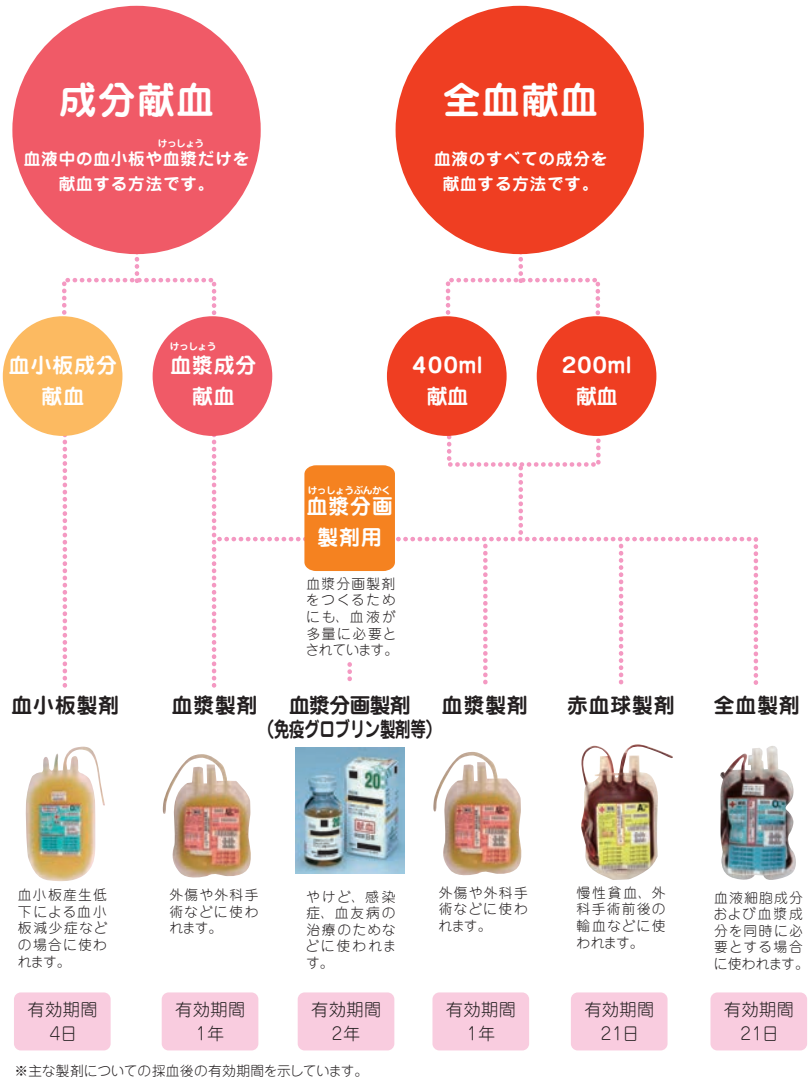 成分献血
けっしょう
血液中の血小板や血漿だけを
献血する方法です。
全血献血
血液のすべての成分を
献血する方法です。
血小板成分
献血
けっしょう
血漿成分
献血
400ml
献血
200ml
献血
けっしょうぶんかく
血漿分画
製剤用
血漿分画製剤
をつくるため
にも、血液が
多量に必要と
されています。
血小板製剤
血漿製剤
血漿分画製剤
(免疫グロブリン製剤等)
血漿製剤
赤血球製剤
全血製剤
20
献血
血小板産生低
下による血小
板減少症など
の場合に使わ
れます。
外傷や外科手
術などに使わ
れます。
やけど、感染
症、血友病の
治療のためな
どに使われま
す。
外傷や外科手
術などに使わ
れます。
慢性貧血、外
科手術前後の
輸血などに使
われます。
血液細胞成分
および血漿成
分を同時に必
要とする場合
に使われます。
有効期間
4日
有効期間
1年
有効期間
2年
有効期間
1年
有効期間
21日
有効期間
21日
※主な製剤についての採血後の有効期間を示しています。